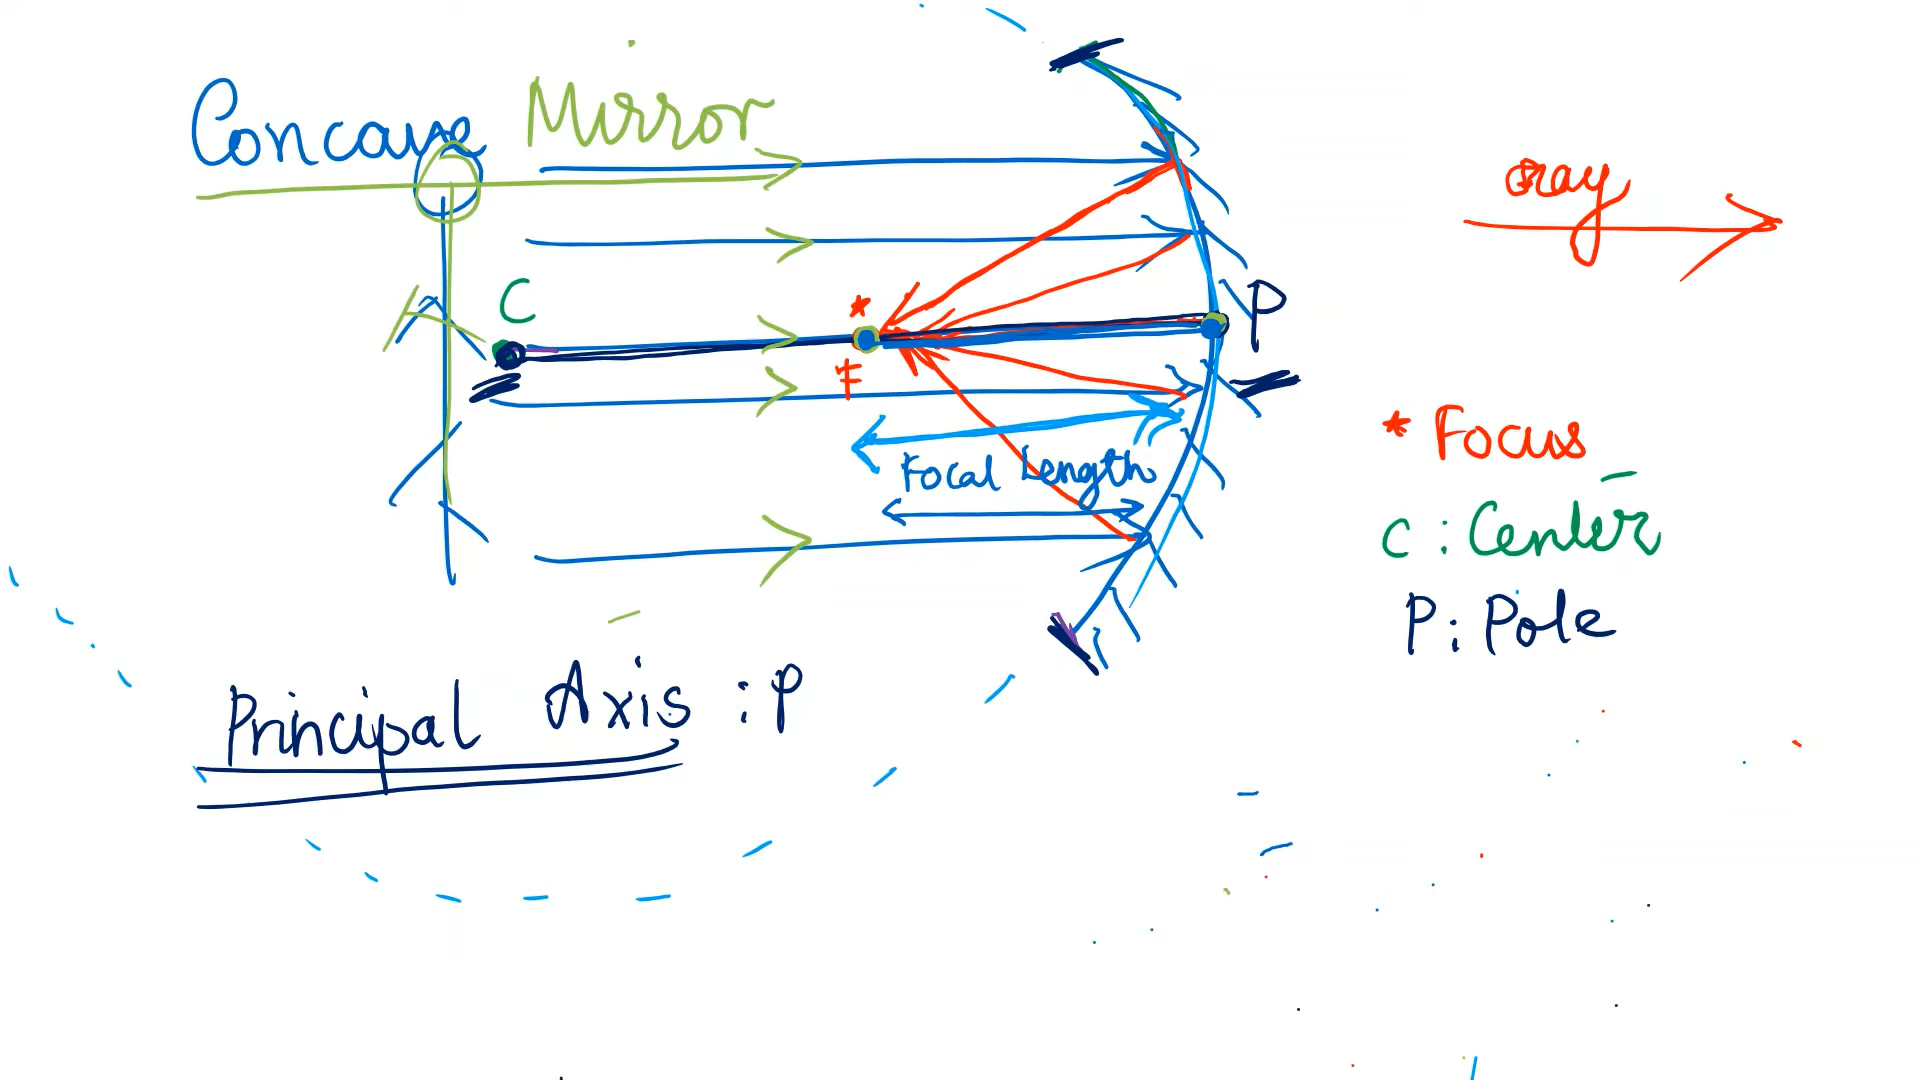 Concave Mirror
ray
C
P
*
F
* Focus
Focal Length
C : Center
P : Pole
Principal Axis : P